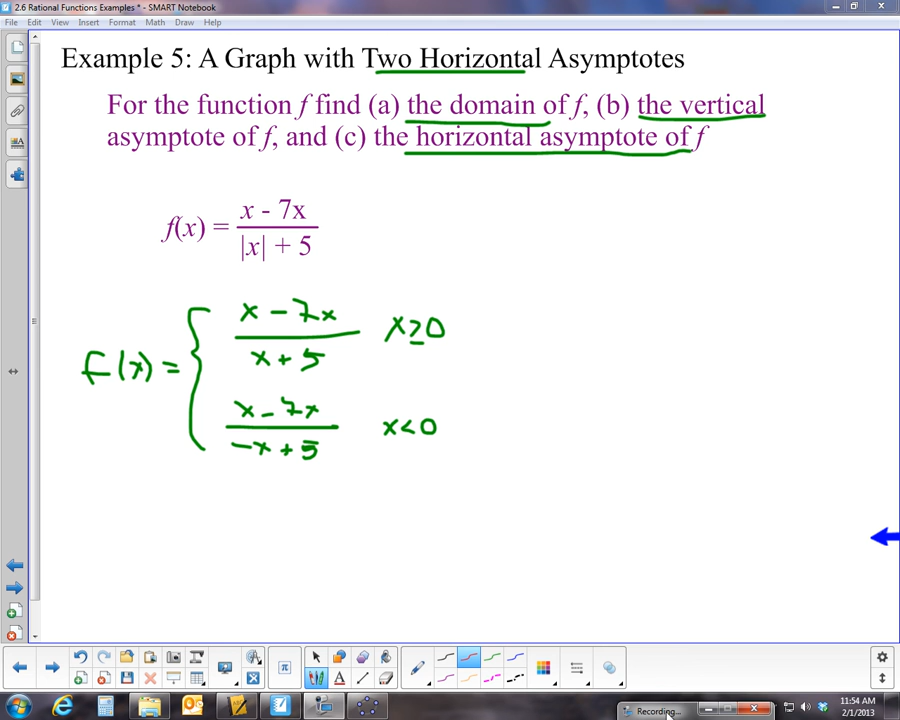 2.6 Rational Functions Examples * - SMART Notebook
File Edit View Insert Format Math Draw Help
Example 5: A Graph with Two Horizontal Asymptotes
For the function f find (a) the domain of f, (b) the vertical
asymptote of f, and (c) the horizontal asymptote of f
f(x) = x - 7x / |x| + 5
f(x) = { x - 7x / x + 5 x ≥ 0
x - 7x / -x + 5 x < 0
Recording...
11:54 AM
2/1/2013